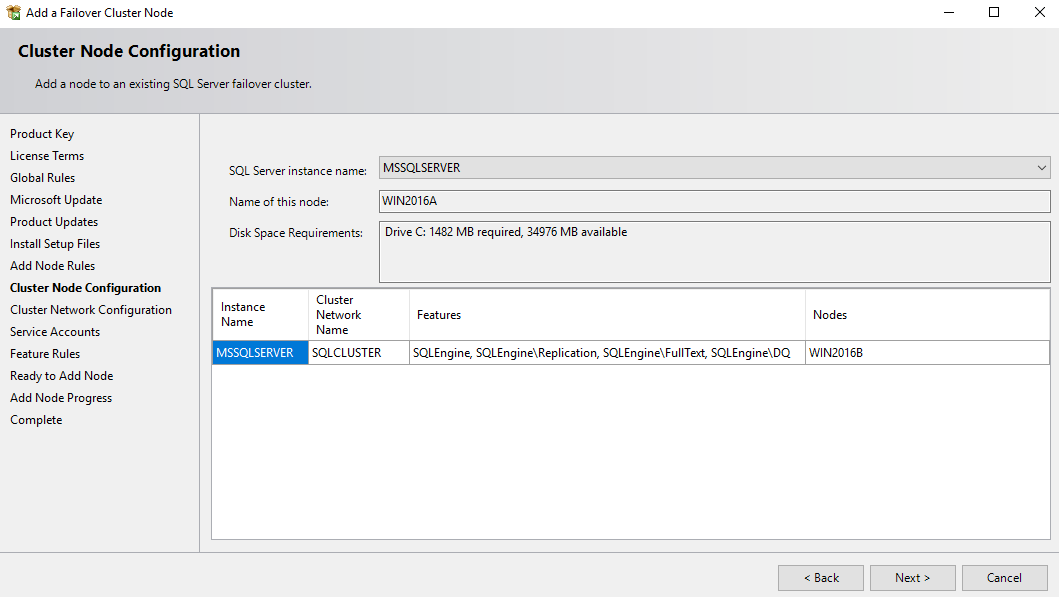 Add a Failover Cluster Node
Cluster Node Configuration
Add a node to an existing SQL Server failover cluster.
Product Key
License Terms
Global Rules
Microsoft Update
Product Updates
Install Setup Files
Add Node Rules
Cluster Node Configuration
Cluster Network Configuration
Service Accounts
Feature Rules
Ready to Add Node
Add Node Progress
Complete
SQL Server instance name: MSSQLSERVER
Name of this node: WIN2016A
Disk Space Requirements: Drive C: 1482 MB required, 34976 MB available
Instance
Name
Cluster
Network
Name
Features
Nodes
MSSQLSERVER SQLCLUSTER SQLEngine, SQLEngine\Replication, SQLEngine\FullText, SQLEngine\DQ WIN2016B
< Back Next > Cancel